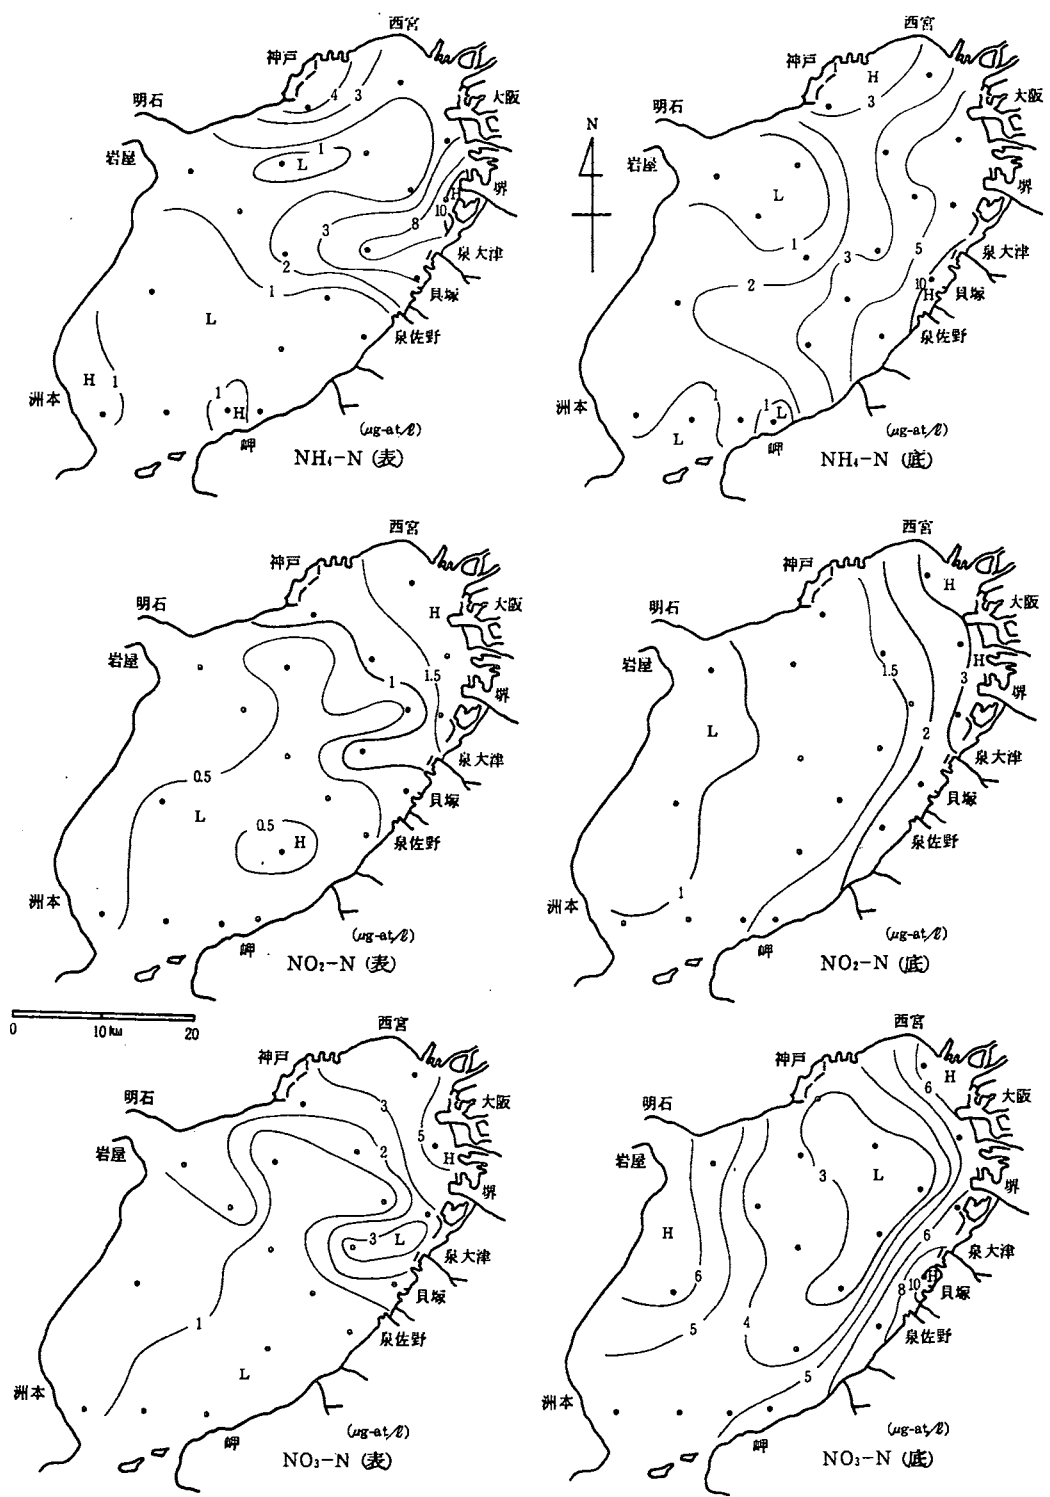 西宮
神戸
明石
大阪
岩屋
堺
泉大津
貝塚
泉佐野
洲本
岬
4
3
1
L
H
10
8
3
2
1
L
H
1
1
H
(μg-at/ℓ)
NH₄-N (表)
神戸
明石
大阪
岩屋
堺
泉大津
貝塚
泉佐野
洲本
岬
N
H
3
L
1
2
3
5
10
H
1
L
1
L
(μg-at/ℓ)
NH₄-N (底)
西宮
神戸
明石
大阪
岩屋
堺
泉大津
貝塚
泉佐野
洲本
岬
H
1.5
1
0.5
L
0.5
H
(μg-at/ℓ)
NO₂-N (表)
西宮
神戸
明石
大阪
岩屋
堺
泉大津
貝塚
泉佐野
洲本
岬
H
H
1.5
3
L
2
1
(μg-at/ℓ)
NO₂-N (底)
0 10km 20
西宮
神戸
明石
大阪
岩屋
堺
泉大津
貝塚
泉佐野
洲本
岬
3
5
2
H
3
L
1
L
(μg-at/ℓ)
NO₃-N (表)
西宮
神戸
明石
大阪
岩屋
堺
泉大津
貝塚
泉佐野
洲本
岬
6
H
3
L
H
6
6
H
10
8
5
4
5
(μg-at/ℓ)
NO₃-N (底)